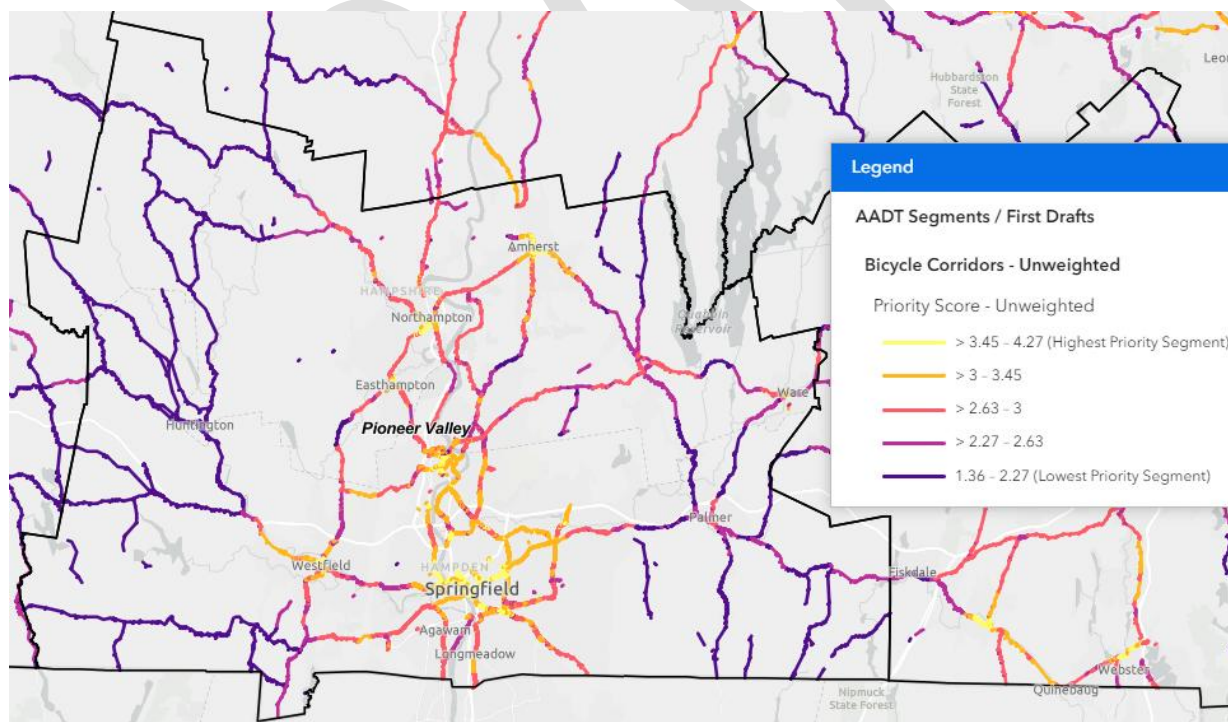 Leon
Hubbardston
State
Forest
Legend
AADT Segments / First Drafts
Bicycle Corridors - Unweighted
Priority Score - Unweighted
> 3.45 – 4.27 (Highest Priority Segment)
> 3 – 3.45
> 2.63 – 3
> 2.27 – 2.63
1.36 – 2.27 (Lowest Priority Segment)
Amherst
HAMPSHIRE
Northampton
Quabbin
Reservoir
Easthampton
Ware
Huntington
Pioneer Valley
Palmer
Westfield
HAMPDEN
Springfield
Fiskdale
Agawam
Longmeadow
Webster
Quinebaug
Nipmuck
State Forest